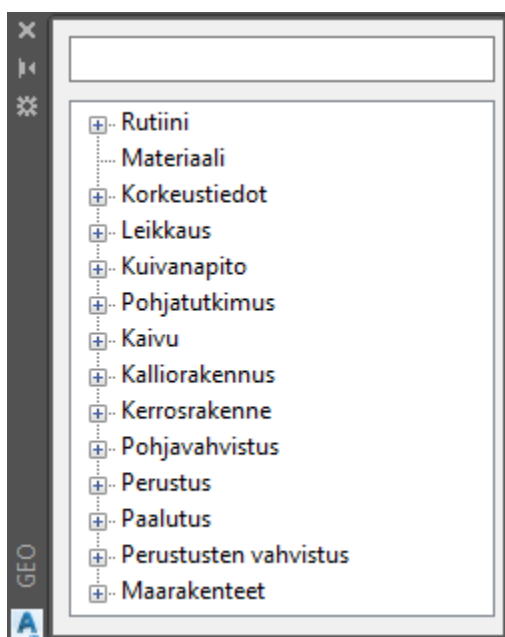 Rutiini
Materiaali
Korkeustiedot
Leikkaus
Kuivanapito
Pohjatutkimus
Kaivu
Kalliorakennus
Kerrosrakenne
Pohjavahvistus
Perustus
Paalutus
Perustusten vahvistus
Maarakenteet
GEO
A